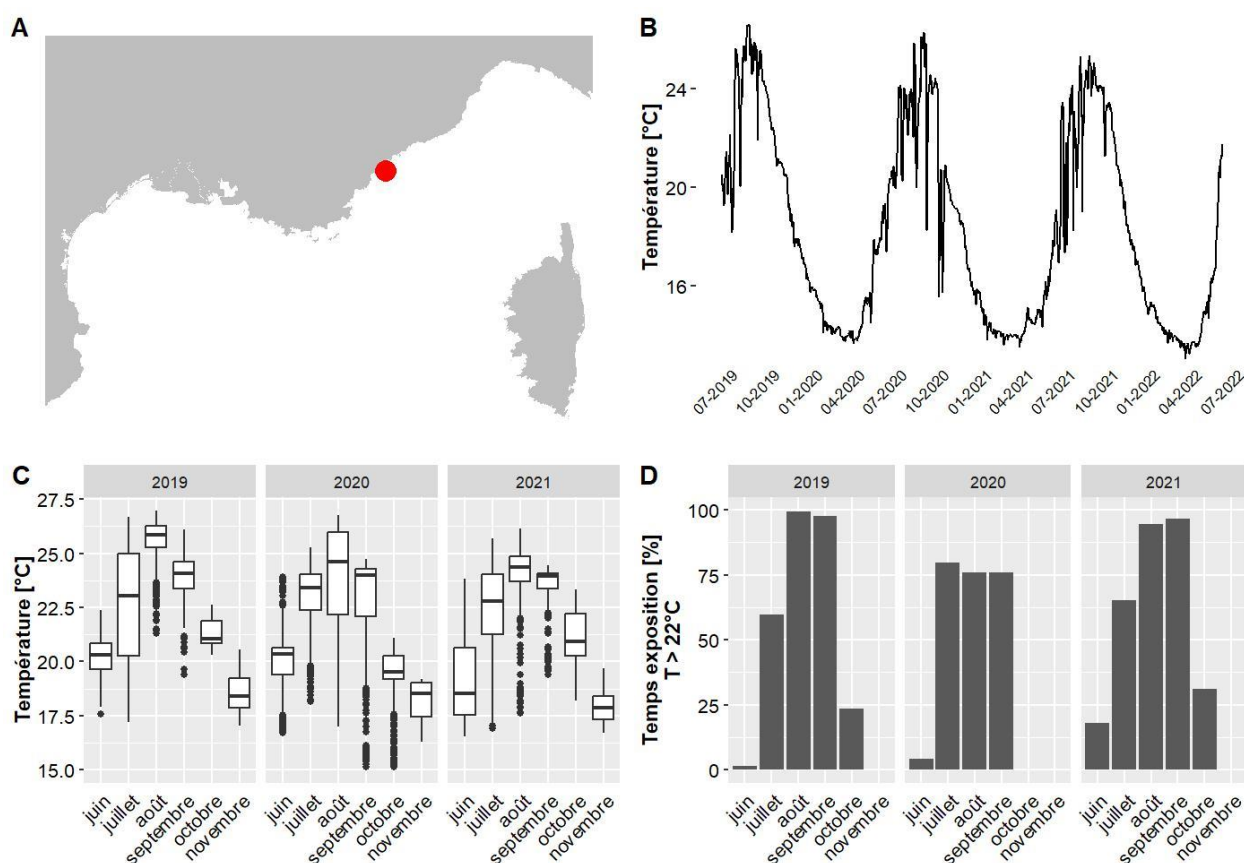 A
B
Température [°C]
24
20
16
07-2019
10-2019
01-2020
04-2020
07-2020
10-2020
01-2021
04-2021
07-2021
10-2021
01-2022
04-2022
07-2022
C
2019
2020
2021
Température [°C]
27.5
25.0
22.5
20.0
17.5
15.0
juin
juillet
août
septembre
octobre
novembre
juin
juillet
août
septembre
octobre
novembre
juin
juillet
août
septembre
octobre
novembre
D
2019
2020
2021
Temps exposition [%]
T > 22°C
100
75
50
25
0
juin
juillet
août
septembre
octobre
novembre
juin
juillet
août
septembre
octobre
novembre
juin
juillet
août
septembre
octobre
novembre